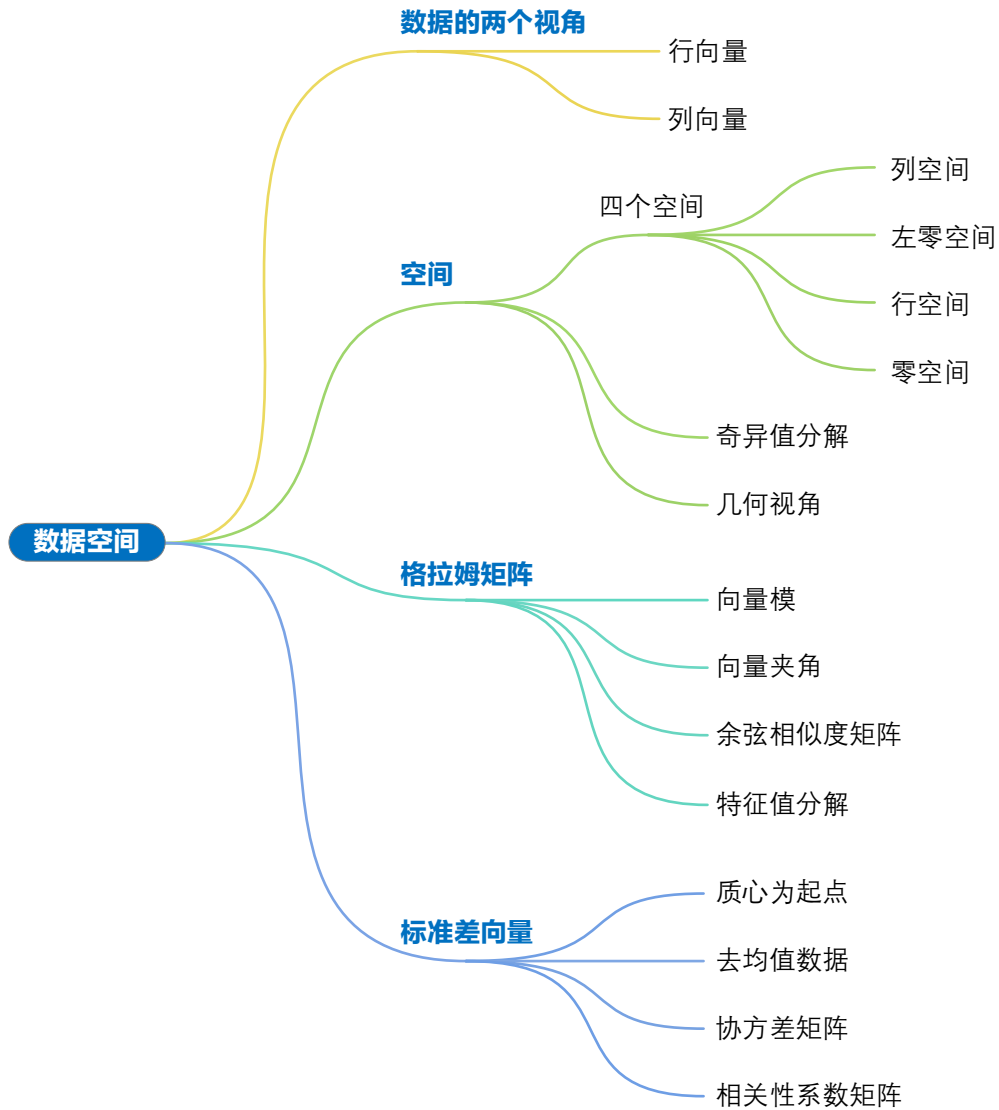 数据的两个视角
行向量
列向量
列空间
四个空间
左零空间
空间
行空间
零空间
奇异值分解
几何视角
数据空间
格拉姆矩阵
向量模
向量夹角
余弦相似度矩阵
特征值分解
质心为起点
标准差向量
去均值数据
协方差矩阵
相关性系数矩阵